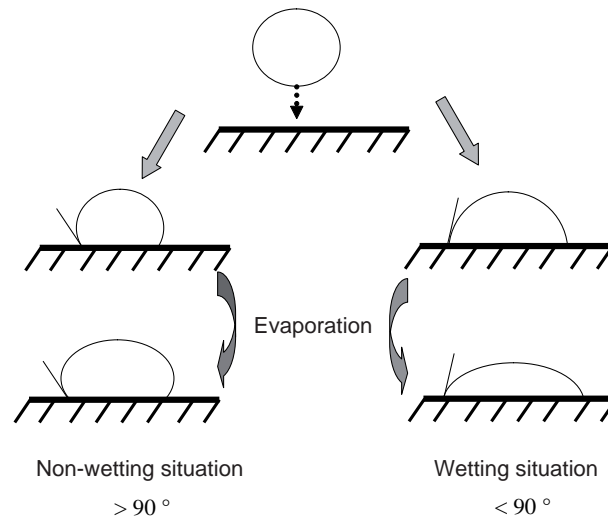 Evaporation
Non-wetting situation
Wetting situation
> 90 °
< 90 °